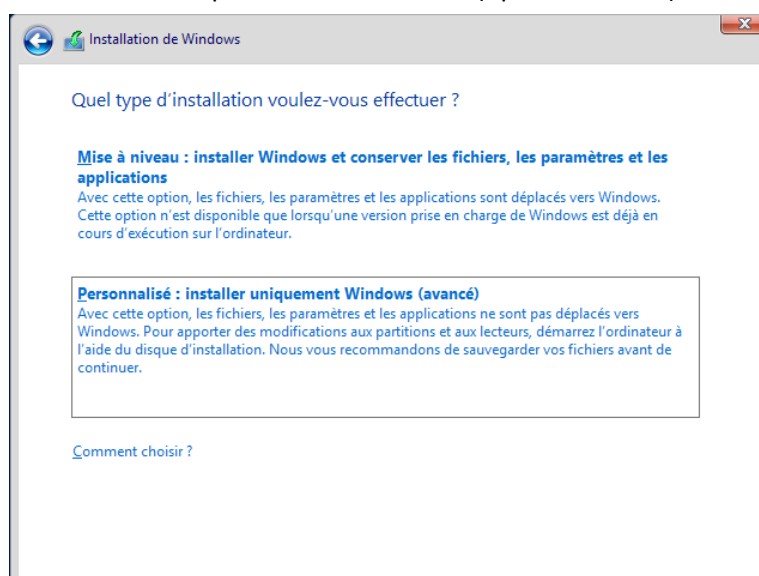 Installation de Windows
Quel type d'installation voulez-vous effectuer ?
Mise à niveau : installer Windows et conserver les fichiers, les paramètres et les
applications
Avec cette option, les fichiers, les paramètres et les applications sont déplacés vers Windows.
Cette option n'est disponible que lorsqu'une version prise en charge de Windows est déjà en
cours d'exécution sur l'ordinateur.
Personnalisé : installer uniquement Windows (avancé)
Avec cette option, les fichiers, les paramètres et les applications ne sont pas déplacés vers
Windows. Pour apporter des modifications aux partitions et aux lecteurs, démarrez l'ordinateur à
l'aide du disque d'installation. Nous vous recommandons de sauvegarder vos fichiers avant de
continuer.
Comment choisir ?